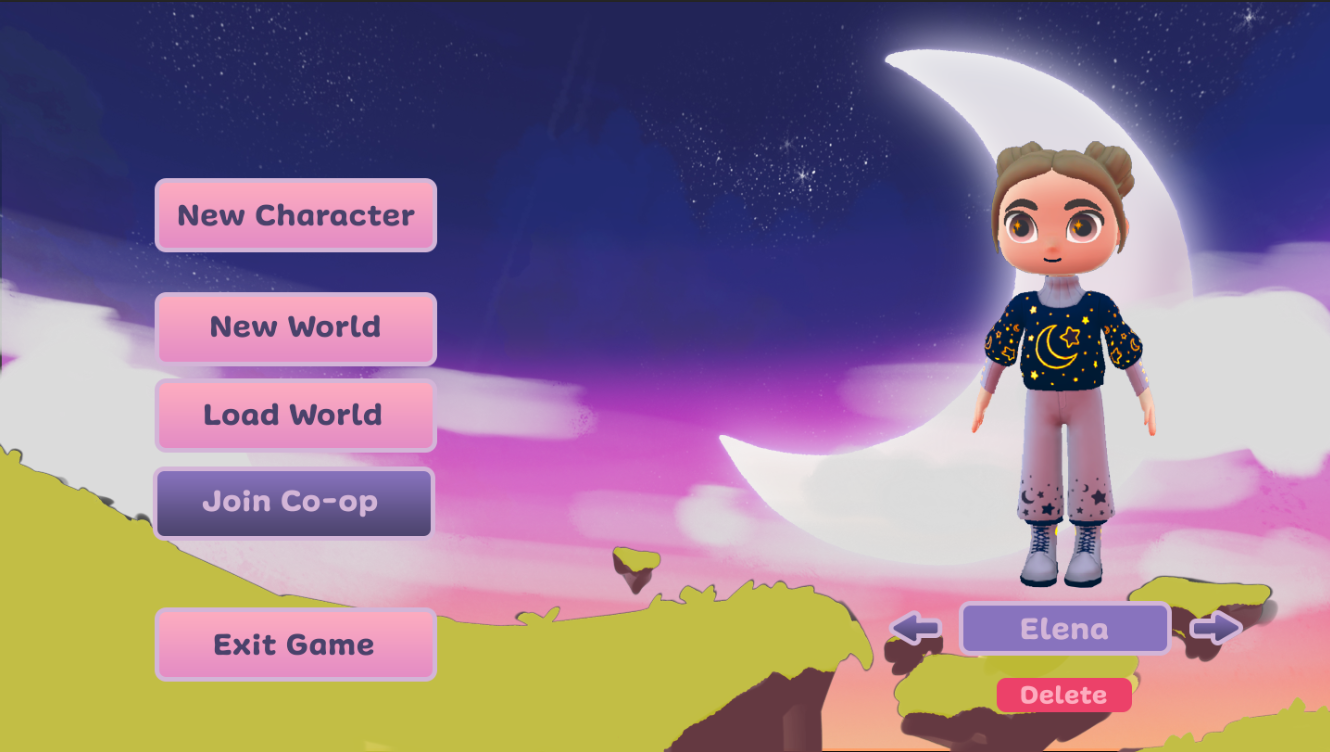 New Character
New World
Load World
Join Co-op
Exit Game
Elena
Delete